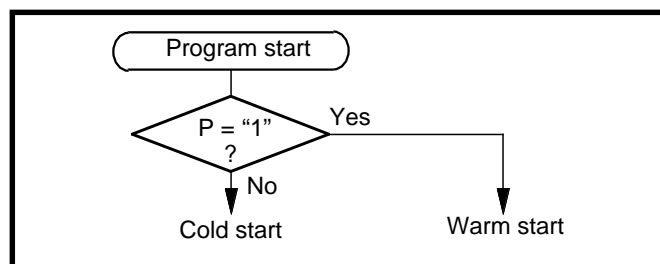 Program start
P = “1”
?
Yes
No
Cold start
Warm start